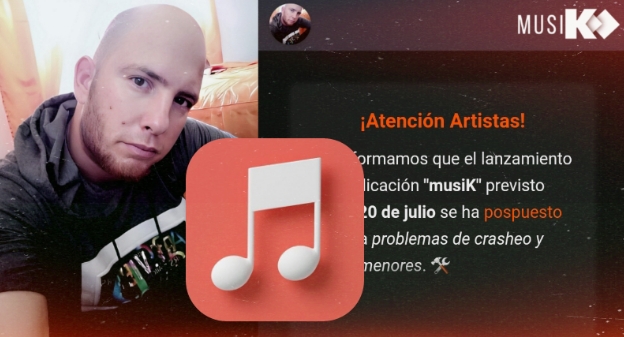 MUSIK
¡Atención Artistas!
formamos que el lanzamiento
licación "musiK" previsto
20 de julio se ha pospuesto
a problemas de crasheo y
menores. 🛠